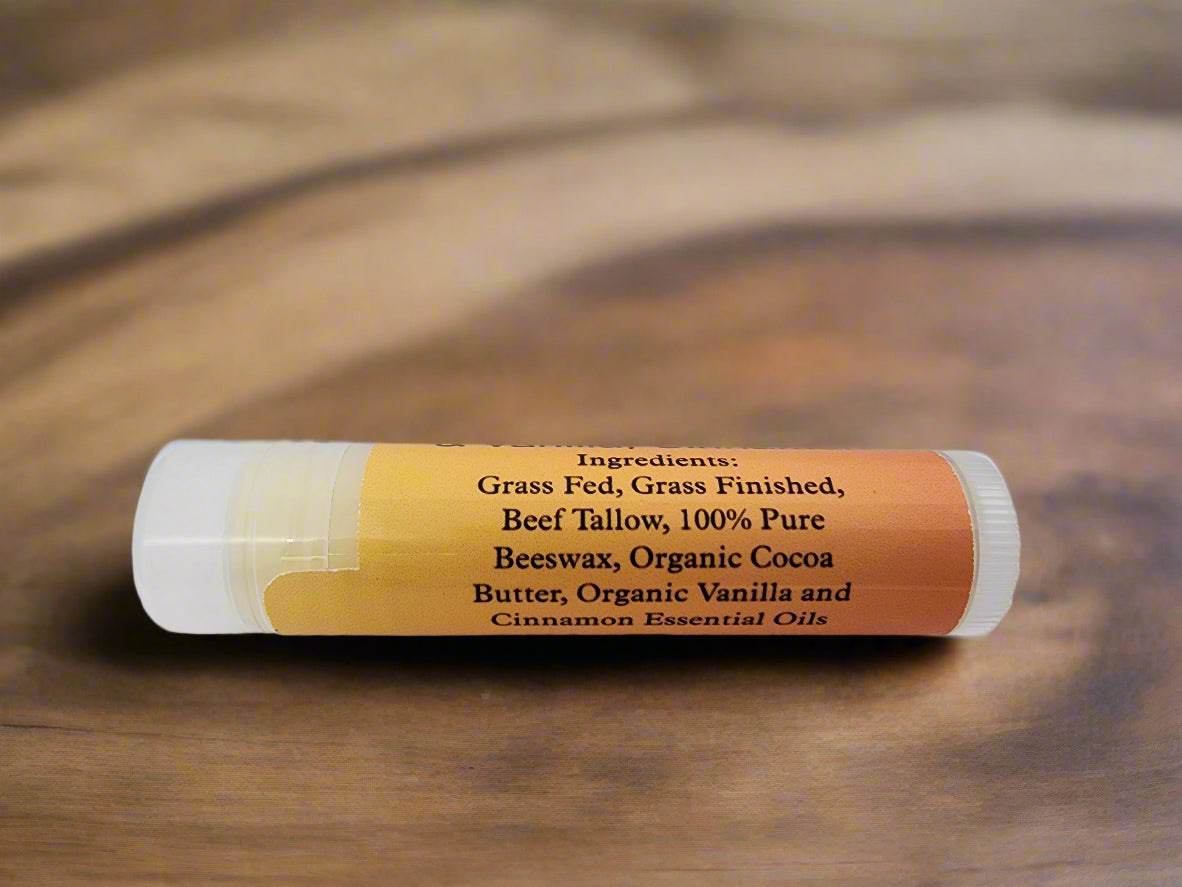 Ingredients:
Grass Fed, Grass Finished,
Beef Tallow, 100% Pure
Beeswax, Organic Cocoa
Butter, Organic Vanilla and
Cinnamon Essential Oils